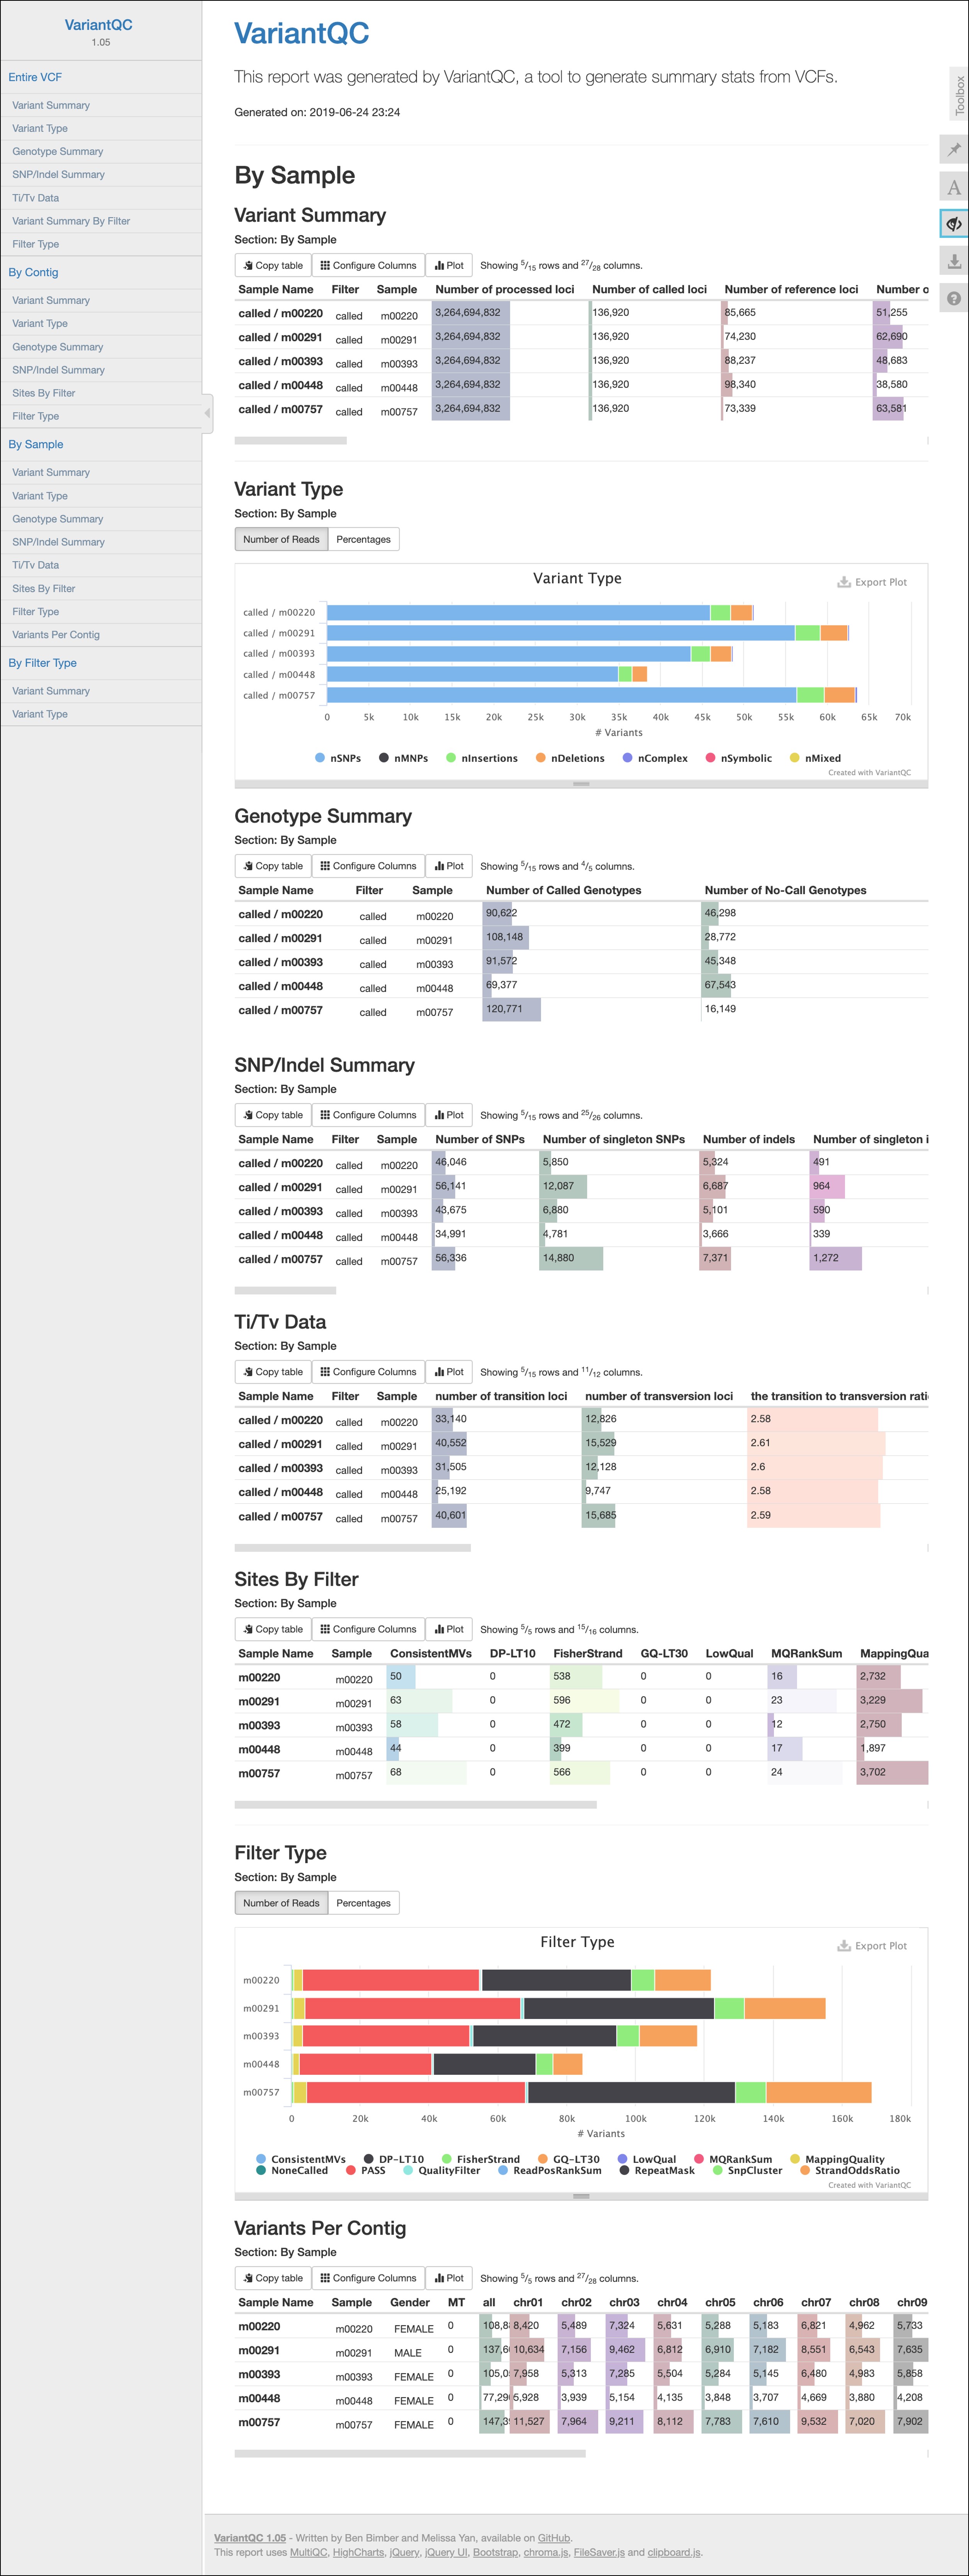 VariantQC
1.05
Entire VCF
Variant Summary
Variant Type
Genotype Summary
SNP/Indel Summary
Ti/Tv Data
Variant Summary By Filter
Filter Type
By Contig
Variant Summary
Variant Type
Genotype Summary
SNP/Indel Summary
Sites By Filter
Filter Type
By Sample
Variant Summary
Variant Type
Genotype Summary
SNP/Indel Summary
Ti/Tv Data
Sites By Filter
Filter Type
Variants Per Contig
By Filter Type
Variant Summary
Variant Type
Toolbox
VariantQC
This report was generated by VariantQC, a tool to generate summary stats from VCFs.
Generated on: 2019-06-24 23:24
By Sample
Variant Summary
Section: By Sample
Copy table Configure Columns Plot Showing 5/15 rows and 27/28 columns.
Sample Name Filter Sample Number of processed loci Number of called loci Number of reference loci Number o
called / m00220 called m00220 3,264,694,832 136,920 85,665 51,255
called / m00291 called m00291 3,264,694,832 136,920 74,230 62,690
called / m00393 called m00393 3,264,694,832 136,920 88,237 48,683
called / m00448 called m00448 3,264,694,832 136,920 98,340 38,580
called / m00757 called m00757 3,264,694,832 136,920 73,339 63,581
Variant Type
Section: By Sample
Number of Reads Percentages
Variant Type
Export Plot
called / m00220
called / m00291
called / m00393
called / m00448
called / m00757
0 5k 10k 15k 20k 25k 30k 35k 40k 45k 50k 55k 60k 65k 70k
# Variants
nSNPs nMNPs nInsertions nDeletions nComplex nSymbolic nMixed
Created with VariantQC
Genotype Summary
Section: By Sample
Copy table Configure Columns Plot Showing 5/15 rows and 4/5 columns.
Sample Name Filter Sample Number of Called Genotypes Number of No-Call Genotypes
called / m00220 called m00220 90,622 46,298
called / m00291 called m00291 108,148 28,772
called / m00393 called m00393 91,572 45,348
called / m00448 called m00448 69,377 67,543
called / m00757 called m00757 120,771 16,149
SNP/Indel Summary
Section: By Sample
Copy table Configure Columns Plot Showing 5/15 rows and 25/26 columns.
Sample Name Filter Sample Number of SNPs Number of singleton SNPs Number of indels Number of singleton i
called / m00220 called m00220 46,046 5,850 5,324 491
called / m00291 called m00291 56,141 12,087 6,687 964
called / m00393 called m00393 43,675 6,880 5,101 590
called / m00448 called m00448 34,991 4,781 3,666 339
called / m00757 called m00757 56,336 14,880 7,371 1,272
Ti/Tv Data
Section: By Sample
Copy table Configure Columns Plot Showing 5/15 rows and 11/12 columns.
Sample Name Filter Sample number of transition loci number of transversion loci the transition to transversion rati
called / m00220 called m00220 33,140 12,826 2.58
called / m00291 called m00291 40,552 15,529 2.61
called / m00393 called m00393 31,505 12,128 2.6
called / m00448 called m00448 25,192 9,747 2.58
called / m00757 called m00757 40,601 15,685 2.59
Sites By Filter
Section: By Sample
Copy table Configure Columns Plot Showing 5/5 rows and 15/16 columns.
Sample Name Sample ConsistentMVs DP-LT10 FisherStrand GQ-LT30 LowQual MQRankSum MappingQua
m00220 m00220 50 0 538 0 0 16 2,732
m00291 m00291 63 0 596 0 0 23 3,229
m00393 m00393 58 0 472 0 0 12 2,750
m00448 m00448 44 0 399 0 0 17 1,897
m00757 m00757 68 0 566 0 0 24 3,702
Filter Type
Section: By Sample
Number of Reads Percentages
Filter Type
Export Plot
m00220
m00291
m00393
m00448
m00757
0 20k 40k 60k 80k 100k 120k 140k 160k 180k
# Variants
ConsistentMVs DP-LT10 FisherStrand GQ-LT30 LowQual MQRankSum MappingQuality
NoneCalled PASS QualityFilter ReadPosRankSum RepeatMask SnpCluster StrandOddsRatio
Created with VariantQC
Variants Per Contig
Section: By Sample
Copy table Configure Columns Plot Showing 5/5 rows and 27/28 columns.
Sample Name Sample Gender MT all chr01 chr02 chr03 chr04 chr05 chr06 chr07 chr08 chr09
m00220 m00220 FEMALE 0 108,8 8,420 5,489 7,324 5,631 5,288 5,183 6,821 4,962 5,733
m00291 m00291 MALE 0 137,6 10,634 7,156 9,462 6,812 6,910 7,182 8,551 6,543 7,635
m00393 m00393 FEMALE 0 105,0 7,958 5,313 7,285 5,504 5,284 5,145 6,480 4,983 5,858
m00448 m00448 FEMALE 0 77,29 5,928 3,939 5,154 4,135 3,848 3,707 4,669 3,880 4,208
m00757 m00757 FEMALE 0 147,3 11,527 7,964 9,211 8,112 7,783 7,610 9,532 7,020 7,902
VariantQC 1.05 - Written by Ben Bimber and Melissa Yan, available on GitHub.
This report uses MultiQC, HighCharts, jQuery, jQuery UI, Bootstrap, chroma.js, FileSaver.js and clipboard.js.